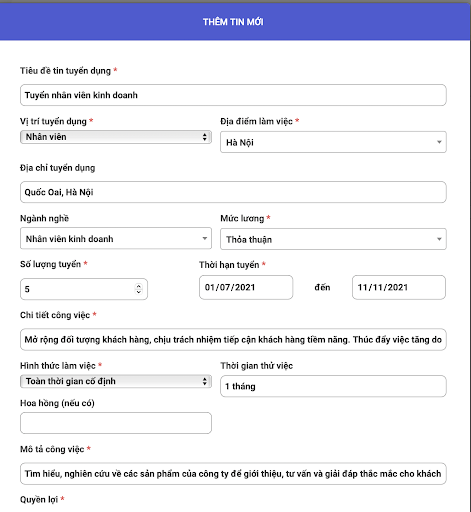 THÊM TIN MỚI
Tiêu đề tin tuyển dụng *
Tuyển nhân viên kinh doanh
Vị trí tuyển dụng * Địa điểm làm việc *
Nhân viên Hà Nội
Địa chỉ tuyển dụng
Quốc Oai, Hà Nội
Ngành nghề Mức lương *
Nhân viên kinh doanh Thỏa thuận
Số lượng tuyển * Thời hạn tuyển *
5 01/07/2021 đến 11/11/2021
Chi tiết công việc *
Mở rộng đối tượng khách hàng, chịu trách nhiệm tiếp cận khách hàng tiềm năng. Thúc đẩy việc tăng do
Hình thức làm việc * Thời gian thử việc
Toàn thời gian cố định 1 tháng
Hoa hồng (nếu có)
Mô tả công việc *
Tìm hiểu, nghiên cứu về các sản phẩm của công ty để giới thiệu, tư vấn và giải đáp thắc mắc cho khách
Quyền lợi *